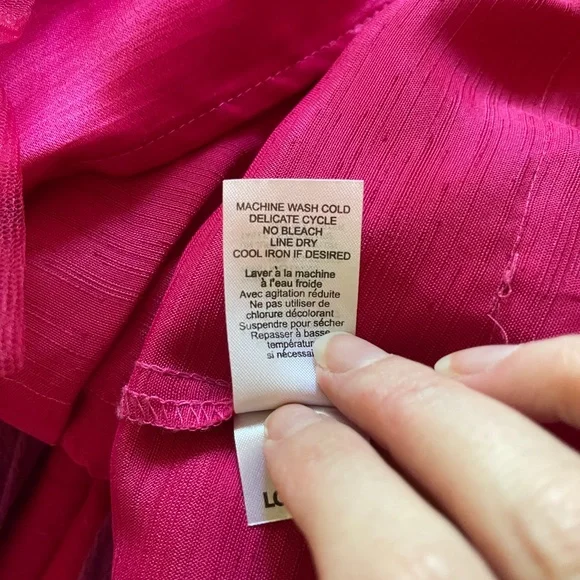 MACHINE WASH COLD
DELICATE CYCLE
NO BLEACH
LINE DRY
COOL IRON IF DESIRED
Laver à la machine
à l'eau froide
Avec agitation réduite
Ne pas utiliser de
chlorure décolorant
Suspendre pour sécher
Repasser à basse
température
si nécessai